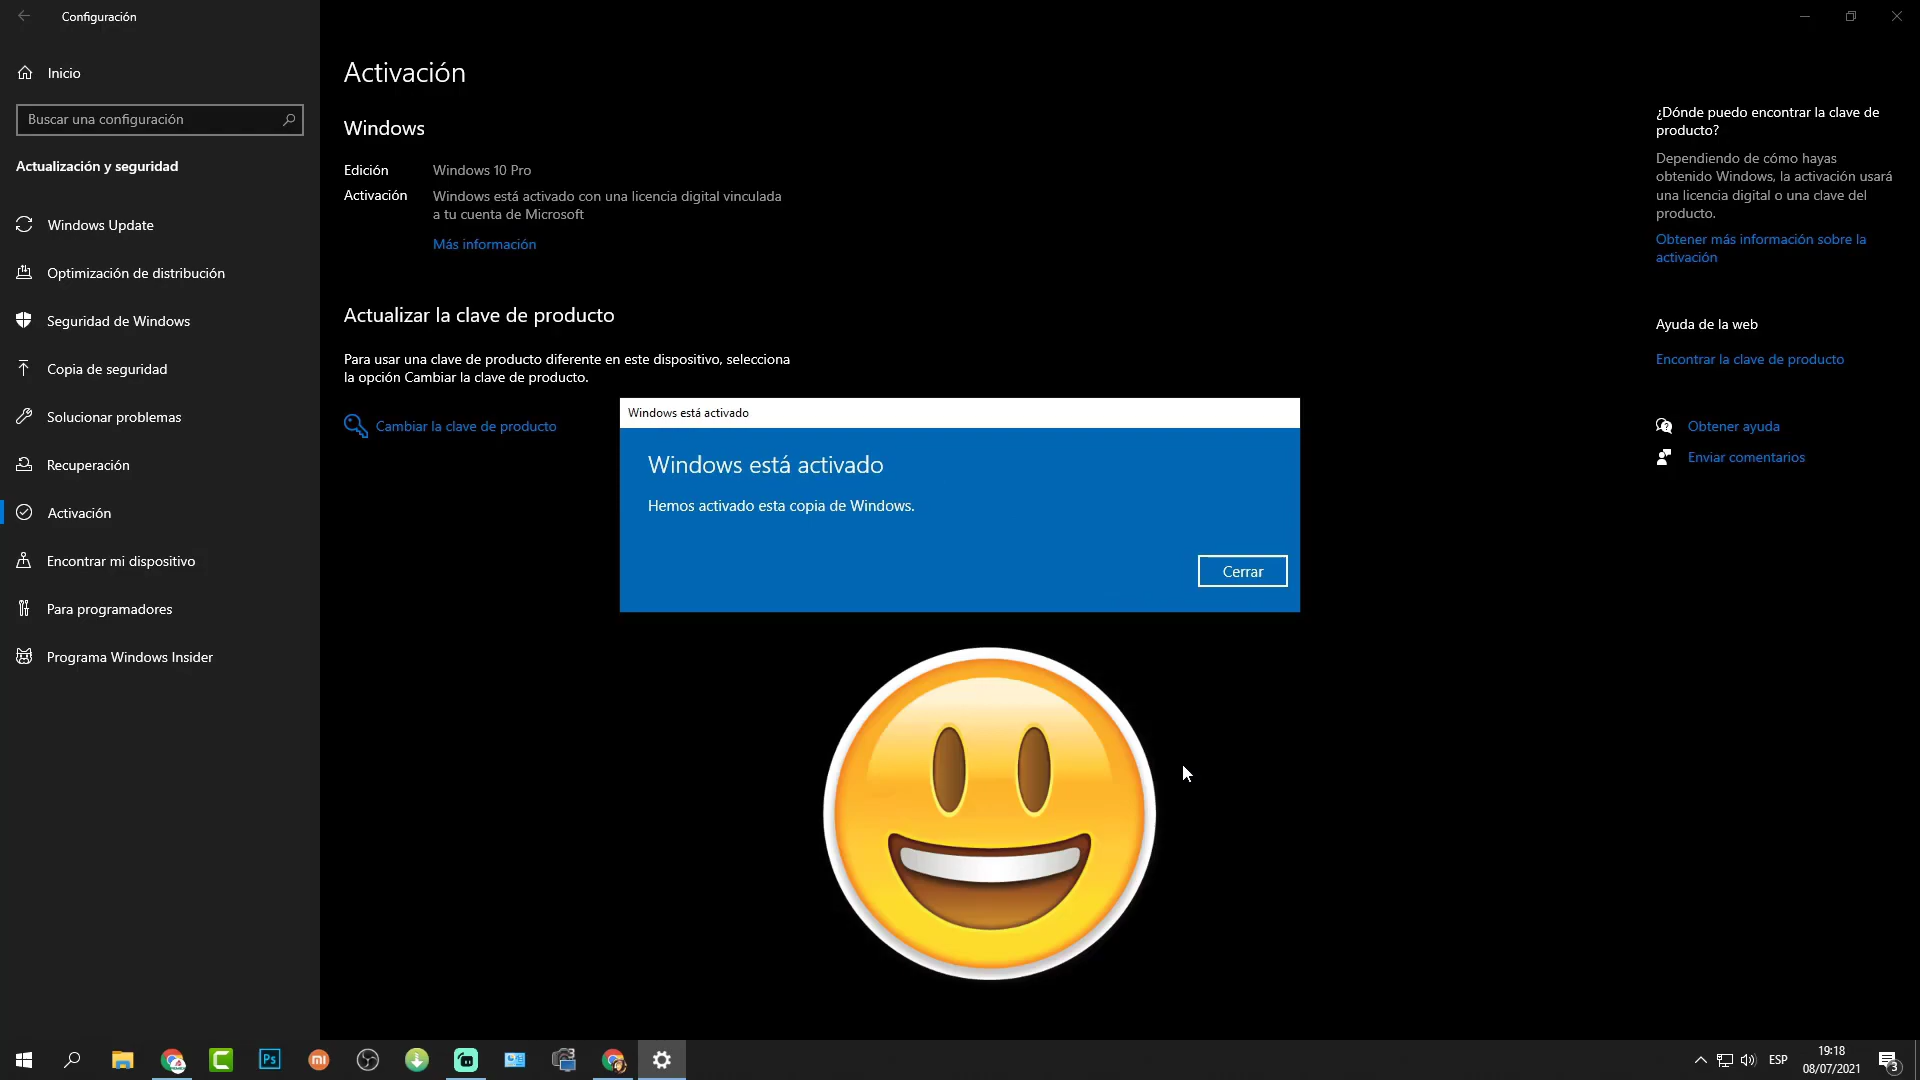 Configuración
Inicio
Buscar una configuración
Actualización y seguridad
Windows Update
Optimización de distribución
Seguridad de Windows
Copia de seguridad
Solucionar problemas
Recuperación
Activación
Encontrar mi dispositivo
Para programadores
Programa Windows Insider
Activación
Windows
Edición Windows 10 Pro
Activación Windows está activado con una licencia digital vinculada
a tu cuenta de Microsoft
Más información
Actualizar la clave de producto
Para usar una clave de producto diferente en este dispositivo, selecciona
la opción Cambiar la clave de producto.
Cambiar la clave de producto
Windows está activado
Windows está activado
Hemos activado esta copia de Windows.
Cerrar
¿Dónde puedo encontrar la clave de
producto?
Dependiendo de cómo hayas
obtenido Windows, la activación usará
una licencia digital o una clave del
producto.
Obtener más información sobre la
activación
Ayuda de la web
Encontrar la clave de producto
Obtener ayuda
Enviar comentarios
Ps
mi
ESP
19:18
08/07/2021
3